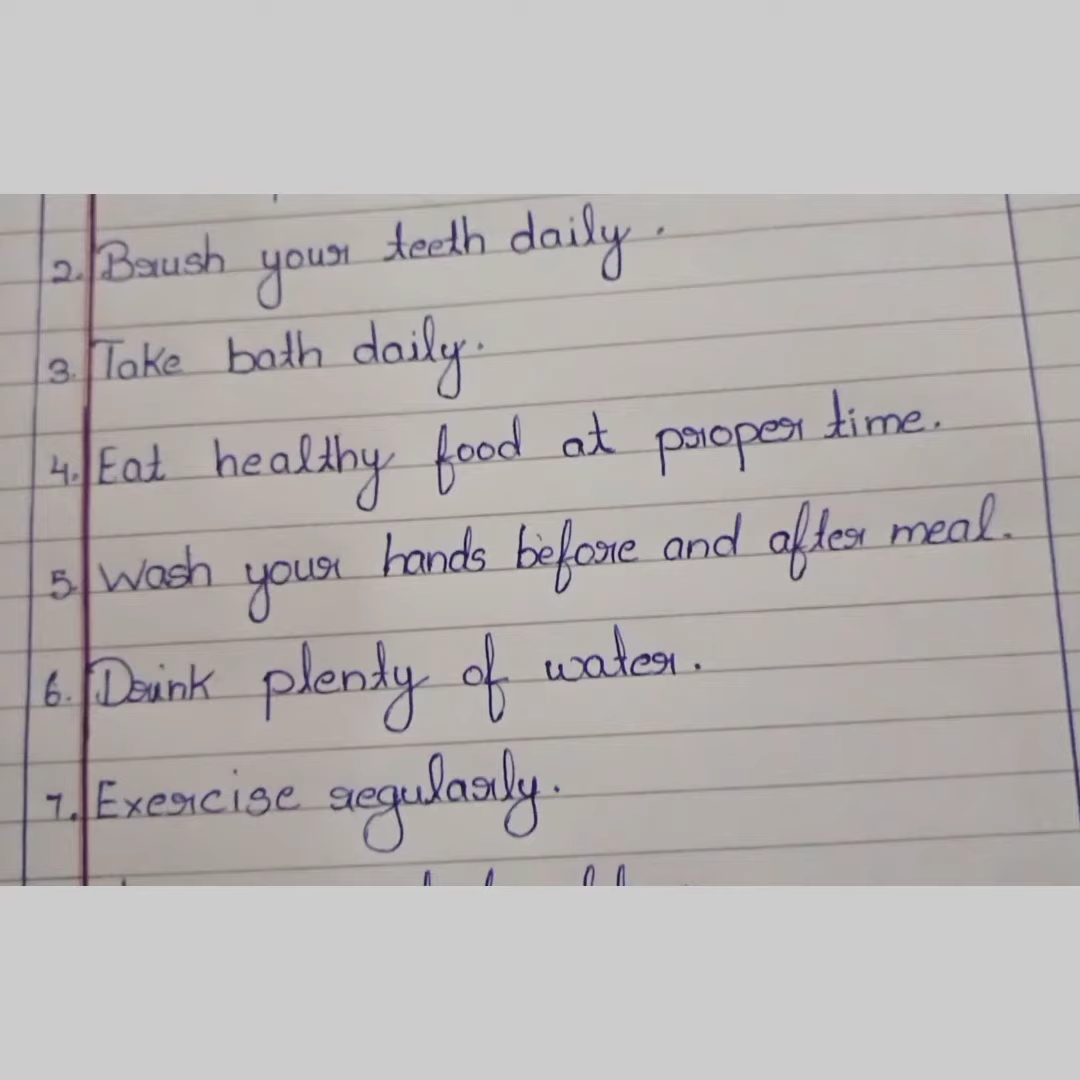 2. Brush your teeth daily.
3. Take bath daily.
4. Eat healthy food at proper time.
5. Wash your hands before and after meal.
6. Drink plenty of water.
7. Exercise regularly.